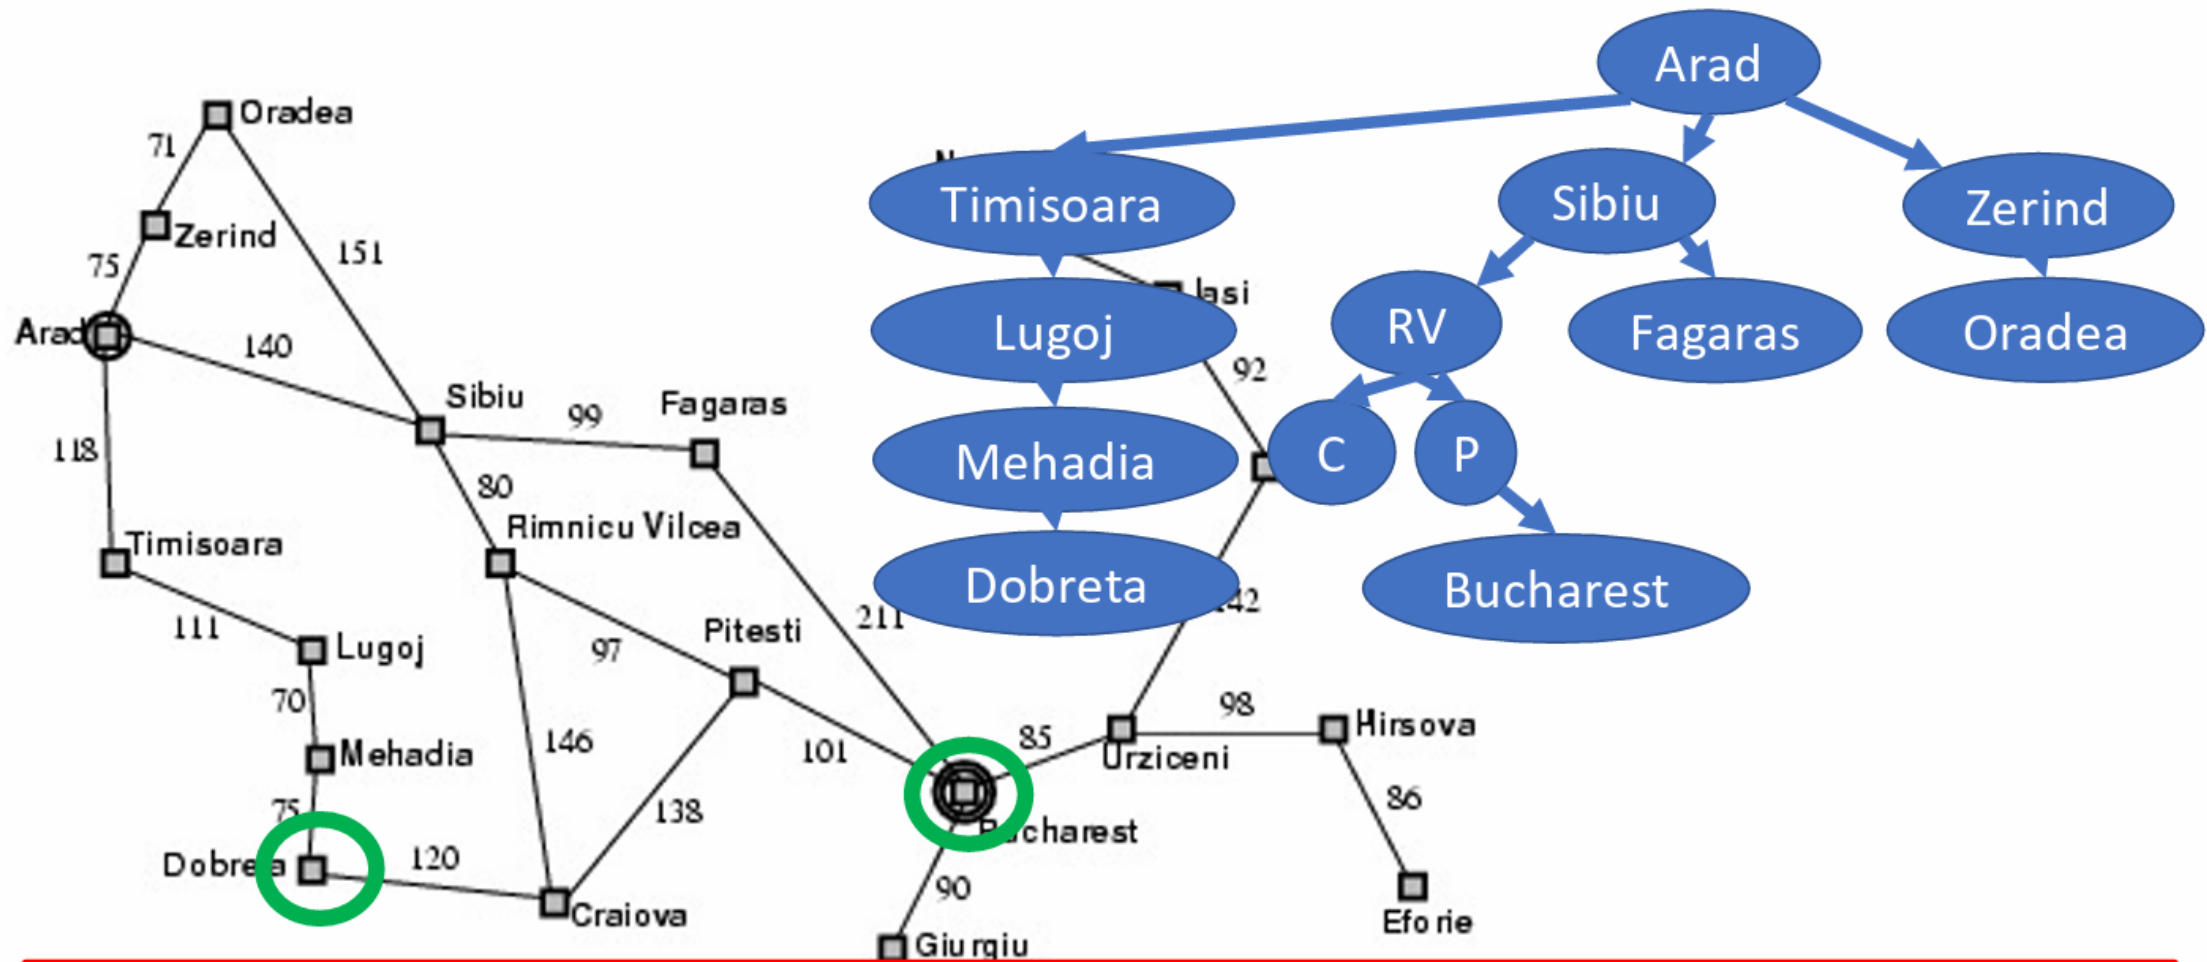 Oradea
71
Zerind
151
75
Arad
140
Sibiu
99
Fagaras
118
80
Rimnicu Vilcea
Timisoara
111
Lugoj
97
Pitesti
211
70
Mehadia
146
101
85
Urziceni
98
Hirsova
75
138
86
Dobreta
120
Bucharest
Craiova
90
Giurgiu
Eforie
Iasi
92
Arad
Timisoara
Sibiu
Zerind
Lugoj
RV
Fagaras
Oradea
Mehadia
C
P
Dobreta
Bucharest